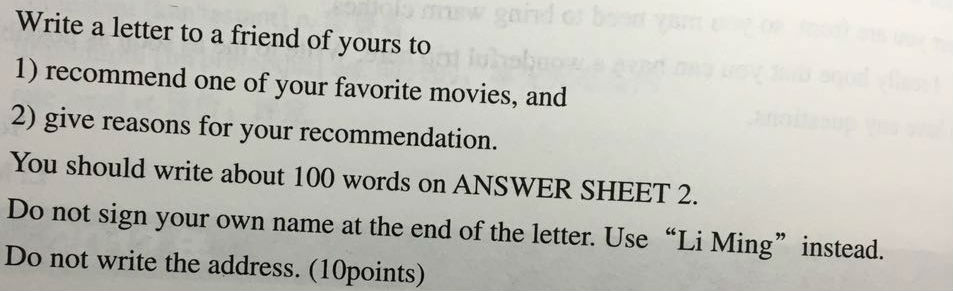 Write a letter to a friend of yours to
1) recommend one of your favorite movies, and
2) give reasons for your recommendation.
You should write about 100 words on ANSWER SHEET 2.
Do not sign your own name at the end of the letter. Use “Li Ming” instead.
Do not write the address. (10points)